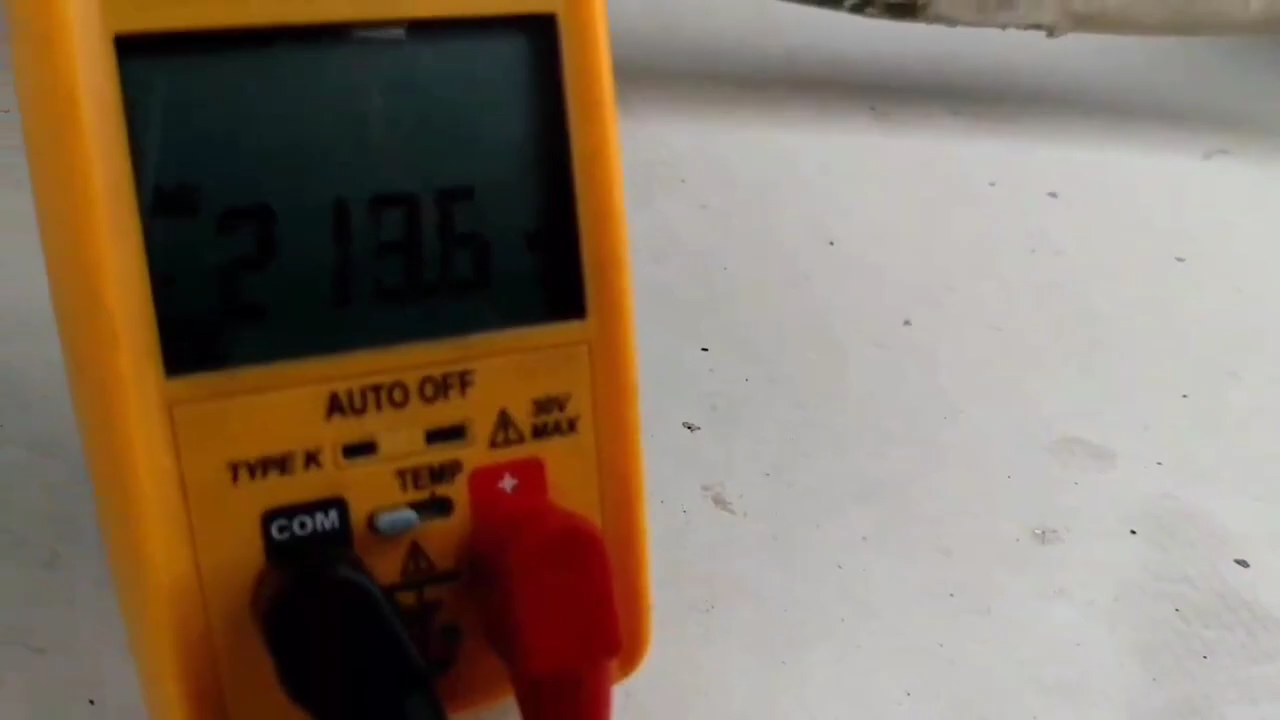 213.6
AUTO OFF
30V
MAX
TYPE K
TEMP
COM
+